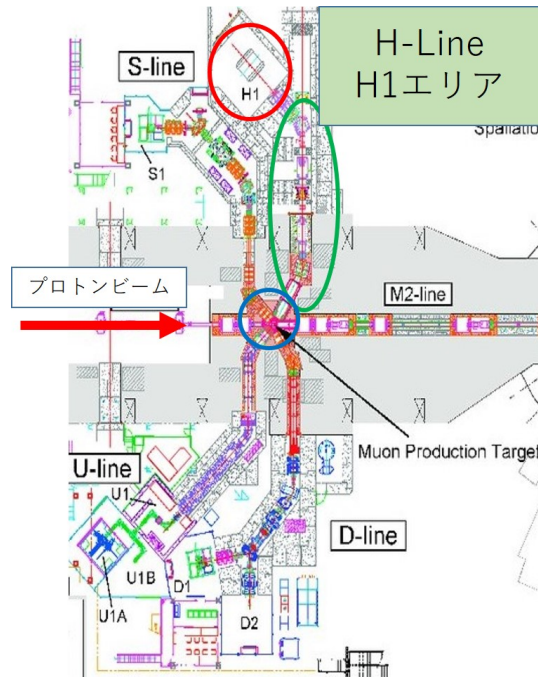 H-Line
H1エリア
S-line
H1
Spallatio
S1
プロトンビーム
M2-line
Muon Production Target
U-line
U1
D-line
U1B
D1
U1A
D2